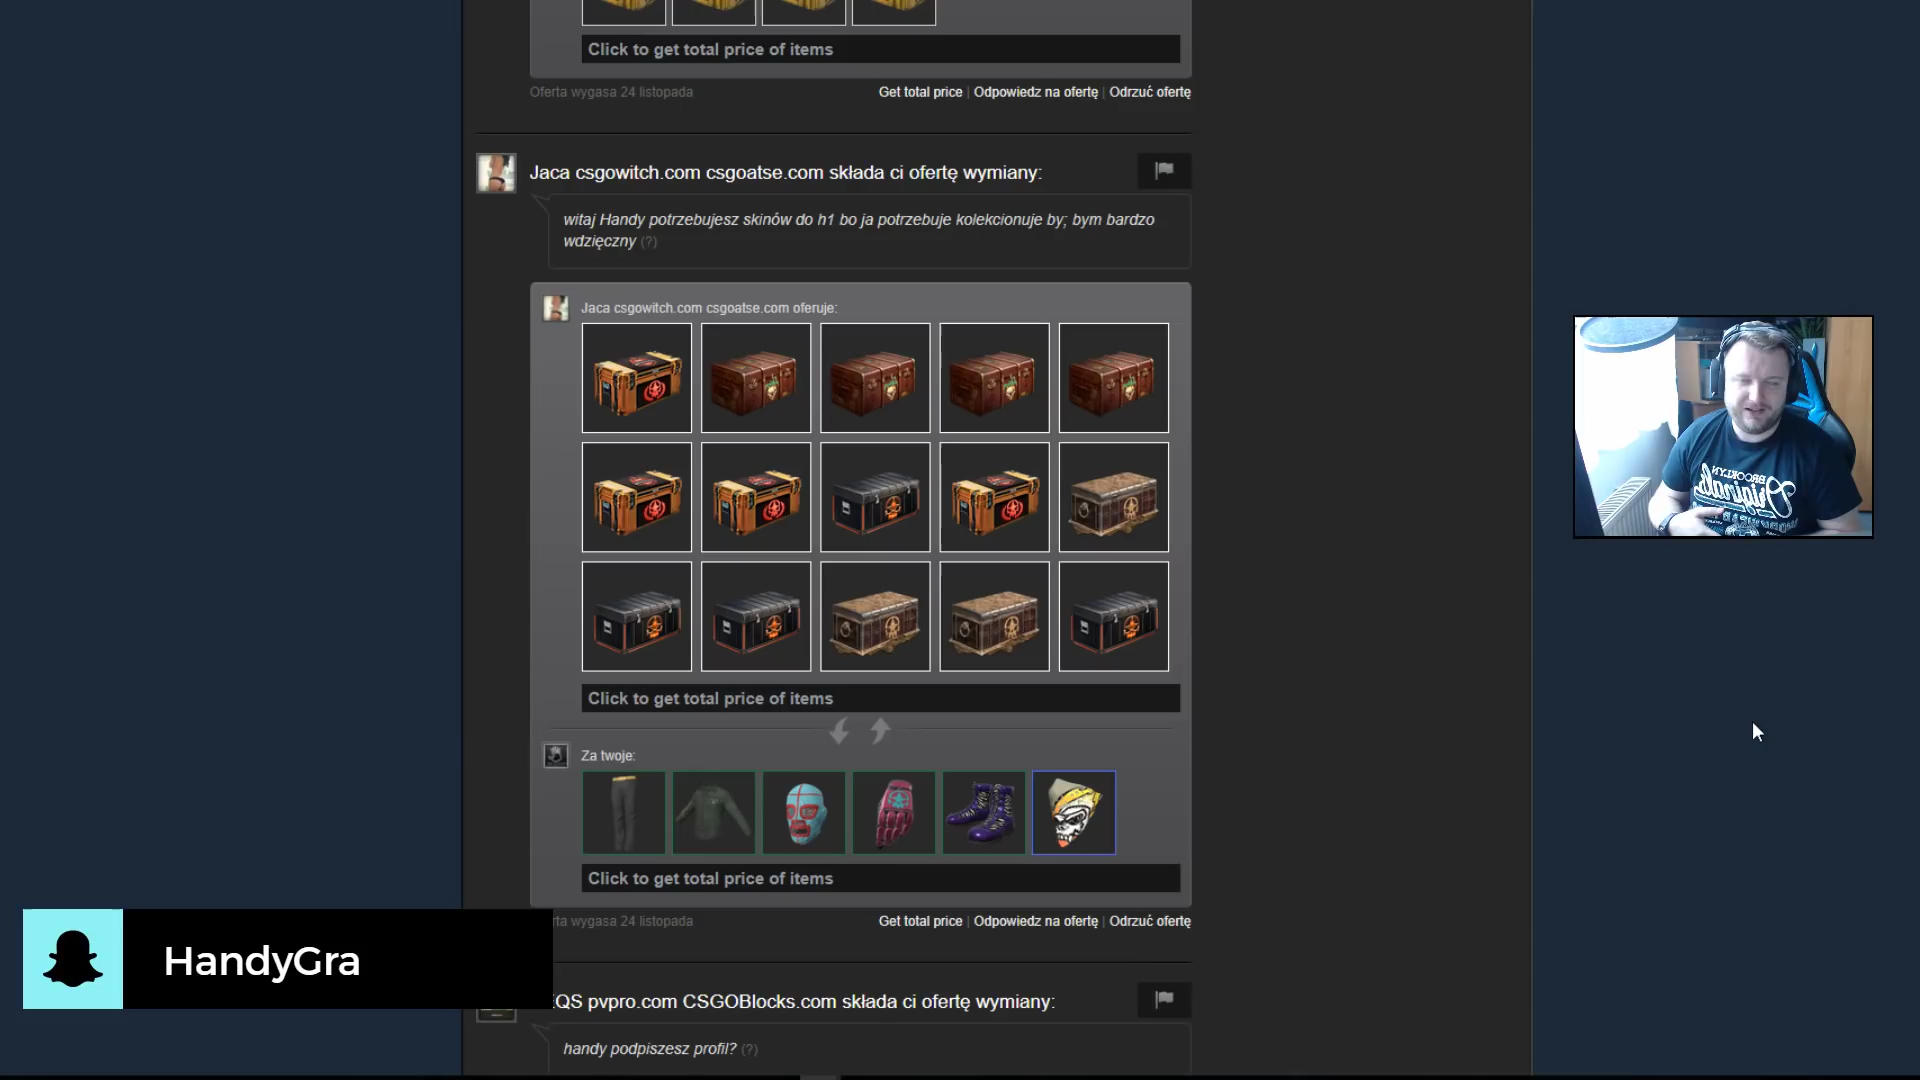 Click to get total price of items
Oferta wygasa 24 listopada
Get total price | Odpowiedz na ofertę | Odrzuć ofertę
Jaca csgowitch.com csgoatse.com składa ci ofertę wymiany:
witaj Handy potrzebujesz skinów do h1 bo ja potrzebuje kolekcionuje by; bym bardzo
wdzięczny (?)
Jaca csgowitch.com csgoatse.com oferuje:
Click to get total price of items
Za twoje:
Click to get total price of items
wygasa 24 listopada
Get total price | Odpowiedz na ofertę | Odrzuć ofertę
HandyGra
QS pvpro.com CSGOBlocks.com składa ci ofertę wymiany:
handy podpiszesz profil? (?)
BROOKLYN
Originals